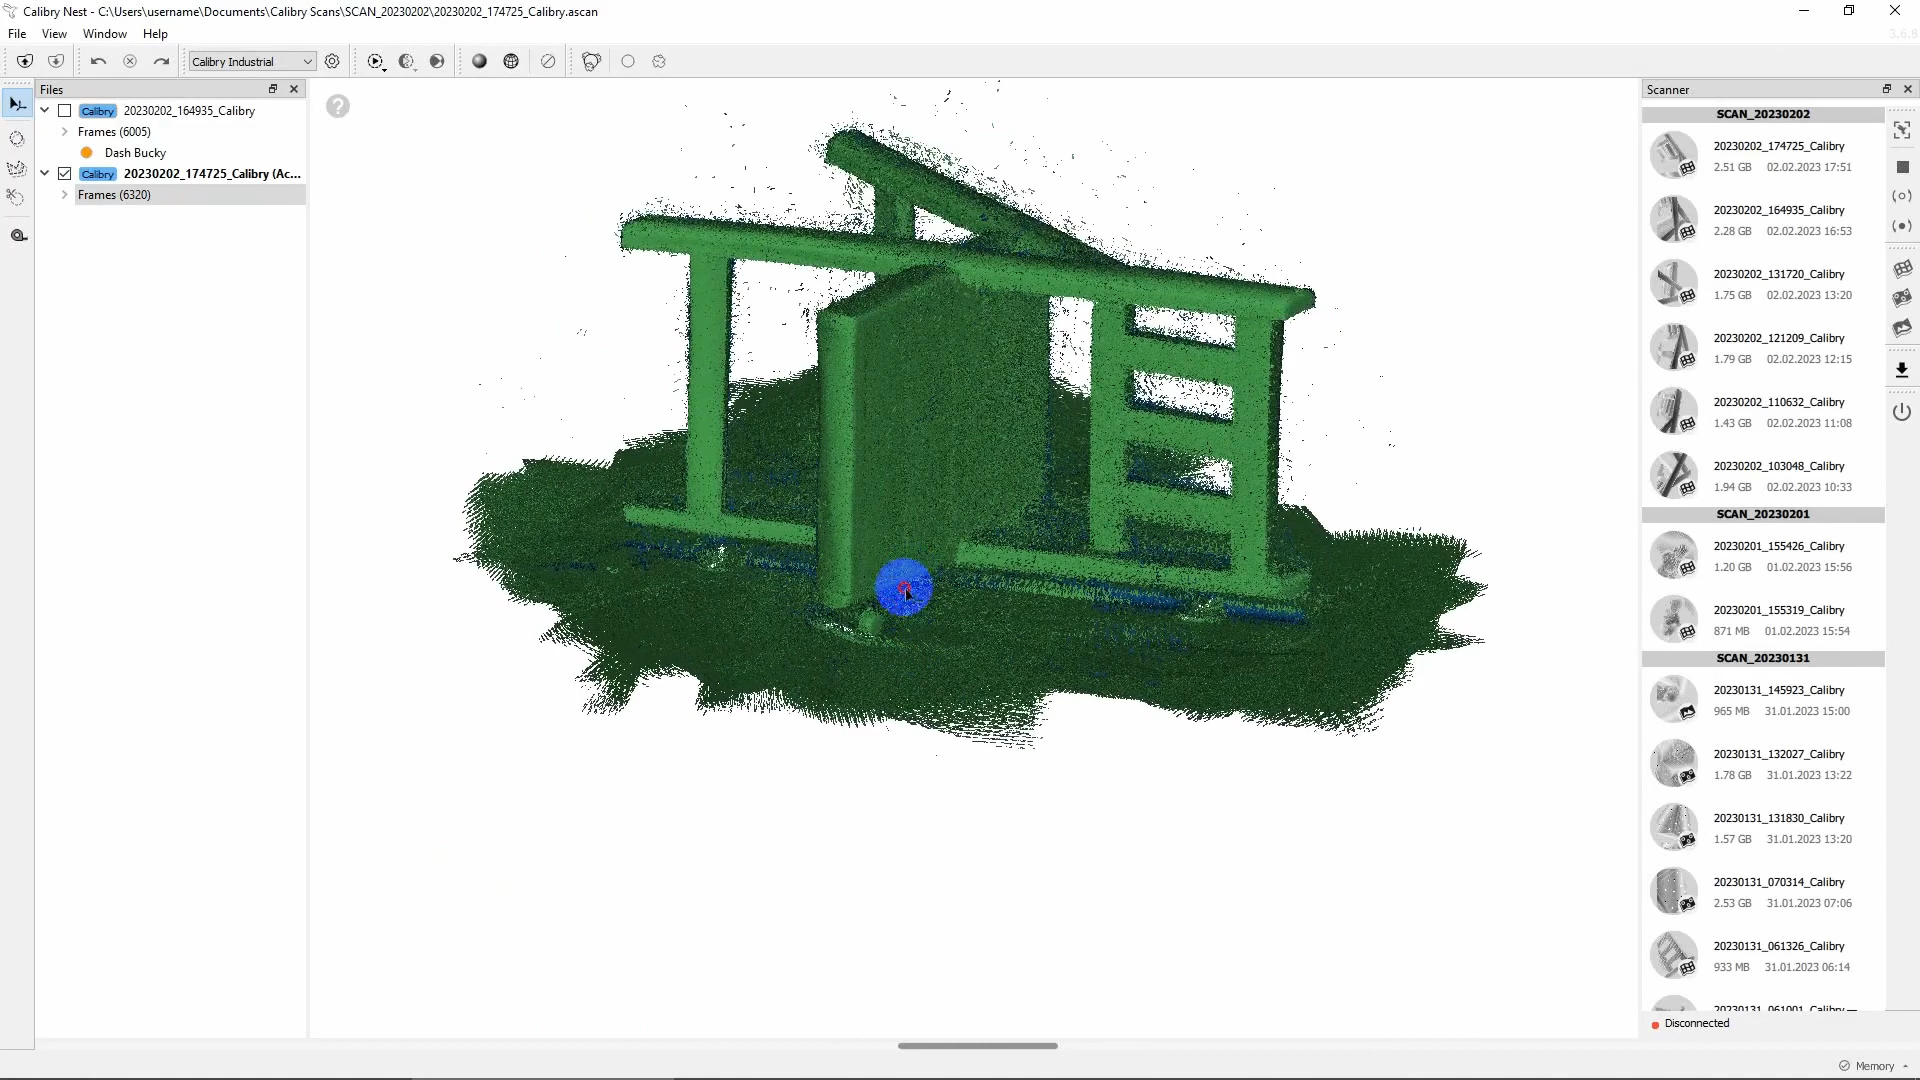 Calibry Nest - C:\Users\username\Documents\Calibry Scans\SCAN_20230202\20230202_174725_Calibry.ascan
File View Window Help
3.6.8
Calibry Industrial
Files
Calibry 20230202_164935_Calibry
Frames (6005)
Dash Bucky
Calibry 20230202_174725_Calibry (Ac...
Frames (6320)
?
Scanner
SCAN_20230202
20230202_174725_Calibry
2.51 GB 02.02.2023 17:51
20230202_164935_Calibry
2.28 GB 02.02.2023 16:53
20230202_131720_Calibry
1.75 GB 02.02.2023 13:20
20230202_121209_Calibry
1.79 GB 02.02.2023 12:15
20230202_110632_Calibry
1.43 GB 02.02.2023 11:08
20230202_103048_Calibry
1.94 GB 02.02.2023 10:33
SCAN_20230201
20230201_155426_Calibry
1.20 GB 01.02.2023 15:56
20230201_155319_Calibry
871 MB 01.02.2023 15:54
SCAN_20230131
20230131_145923_Calibry
965 MB 31.01.2023 15:00
20230131_132027_Calibry
1.78 GB 31.01.2023 13:22
20230131_131830_Calibry
1.57 GB 31.01.2023 13:20
20230131_070314_Calibry
2.53 GB 31.01.2023 07:06
20230131_061326_Calibry
933 MB 31.01.2023 06:14
20230131_061001_Calibry
Disconnected
Memory